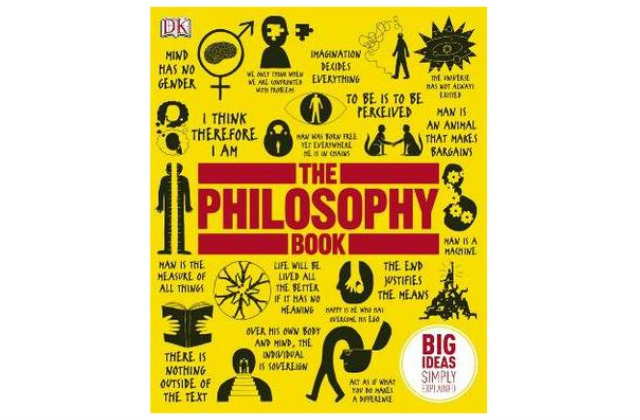 DK
MIND
HAS NO
GENDER
WE ONLY THINK WHEN
WE ARE CONFRONTED
WITH PROBLEMS
IMAGINATION
DECIDES
EVERYTHING
THE UNIVERSE
HAS NOT ALWAYS
EXISTED
I THINK
THEREFORE
I AM
MAN WAS BORN FREE
YET EVERYWHERE
HE IS IN CHAINS
TO BE IS TO BE
PERCEIVED
MAN IS
AN ANIMAL
THAT MAKES
BARGAINS
THE
PHILOSOPHY
BOOK
MAN IS A
MACHINE
MAN IS THE
MEASURE OF
ALL THINGS
LIFE WILL BE
LIVED ALL
THE BETTER
IF IT HAS NO
MEANING
HAPPY IS HE WHO HAS
OVERCOME HIS EGO
THE END
JUSTIFIES
THE MEANS
THERE IS
NOTHING
OUTSIDE OF
THE TEXT
OVER HIS OWN BODY
AND MIND, THE
INDIVIDUAL
IS SOVEREIGN
ACT AS IF WHAT
YOU DO MAKES
A DIFFERENCE
BIG
IDEAS
SIMPLY
EXPLAINED